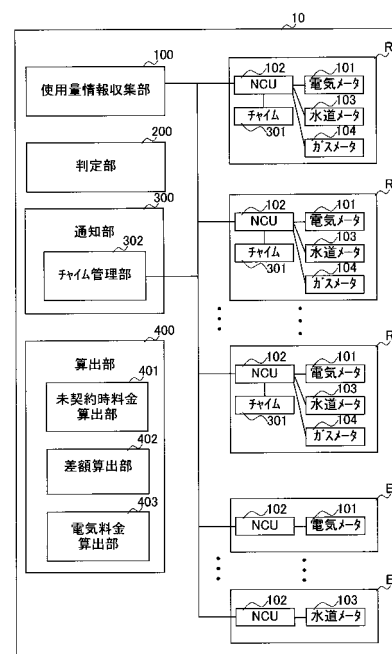 10
100
使用量情報収集部
200
判定部
300
通知部
302
チャイム管理部
400
算出部
401
未契約時料金
算出部
402
差額算出部
403
電気料金
算出部
R
102
NCU
101
電気メータ
103
水道メータ
チャイム
301
104
ガスメータ
R
102
NCU
101
電気メータ
103
水道メータ
チャイム
301
104
ガスメータ
R
102
NCU
101
電気メータ
103
水道メータ
チャイム
301
104
ガスメータ
E
102
NCU
101
電気メータ
E
102
NCU
103
水道メータ